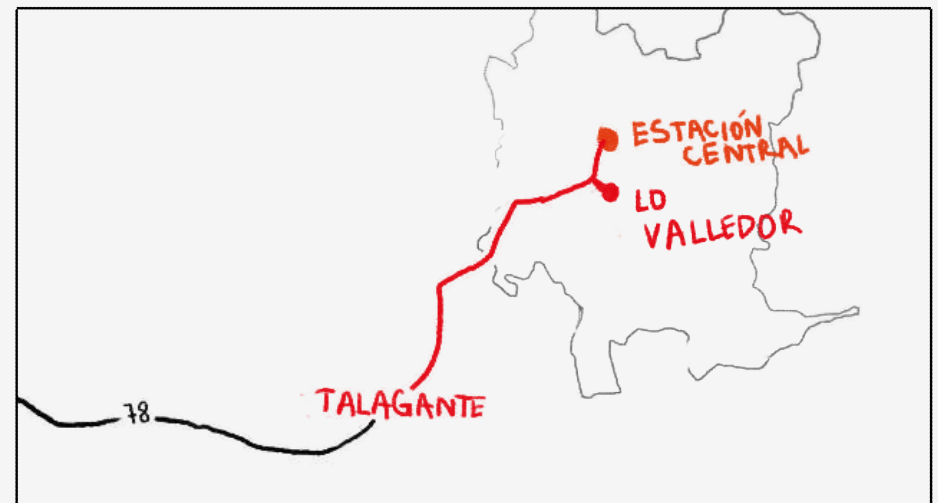 ESTACIÓN
CENTRAL
LO
VALLEDOR
TALAGANTE
78